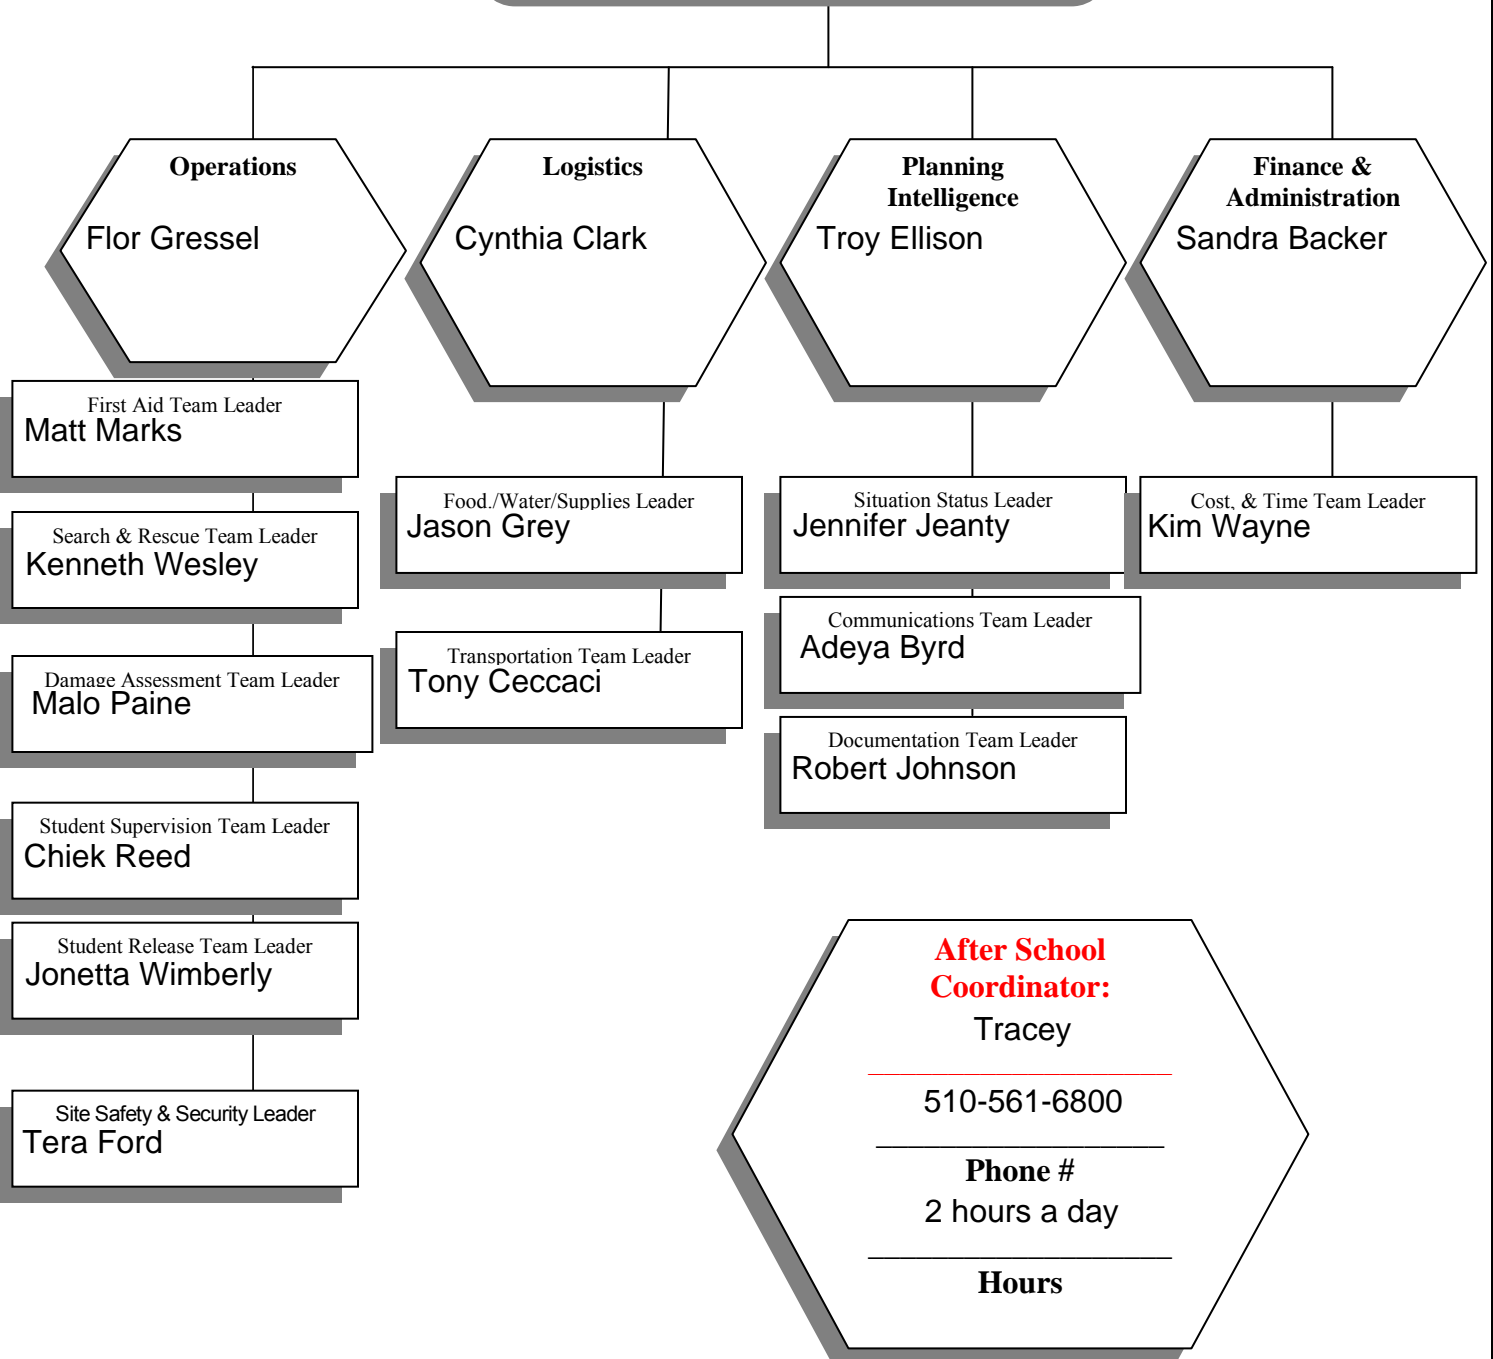 Operations
Flor Gressel
Logistics
Cynthia Clark
Planning
Intelligence
Troy Ellison
Finance &
Administration
Sandra Backer
First Aid Team Leader
Matt Marks
Search & Rescue Team Leader
Kenneth Wesley
Damage Assessment Team Leader
Malo Paine
Student Supervision Team Leader
Chiek Reed
Student Release Team Leader
Jonetta Wimberly
Site Safety & Security Leader
Tera Ford
Food./Water/Supplies Leader
Jason Grey
Transportation Team Leader
Tony Ceccaci
Situation Status Leader
Jennifer Jeanty
Communications Team Leader
Adeya Byrd
Documentation Team Leader
Robert Johnson
Cost, & Time Team Leader
Kim Wayne
After School
Coordinator:
Tracey
510-561-6800
Phone #
2 hours a day
Hours